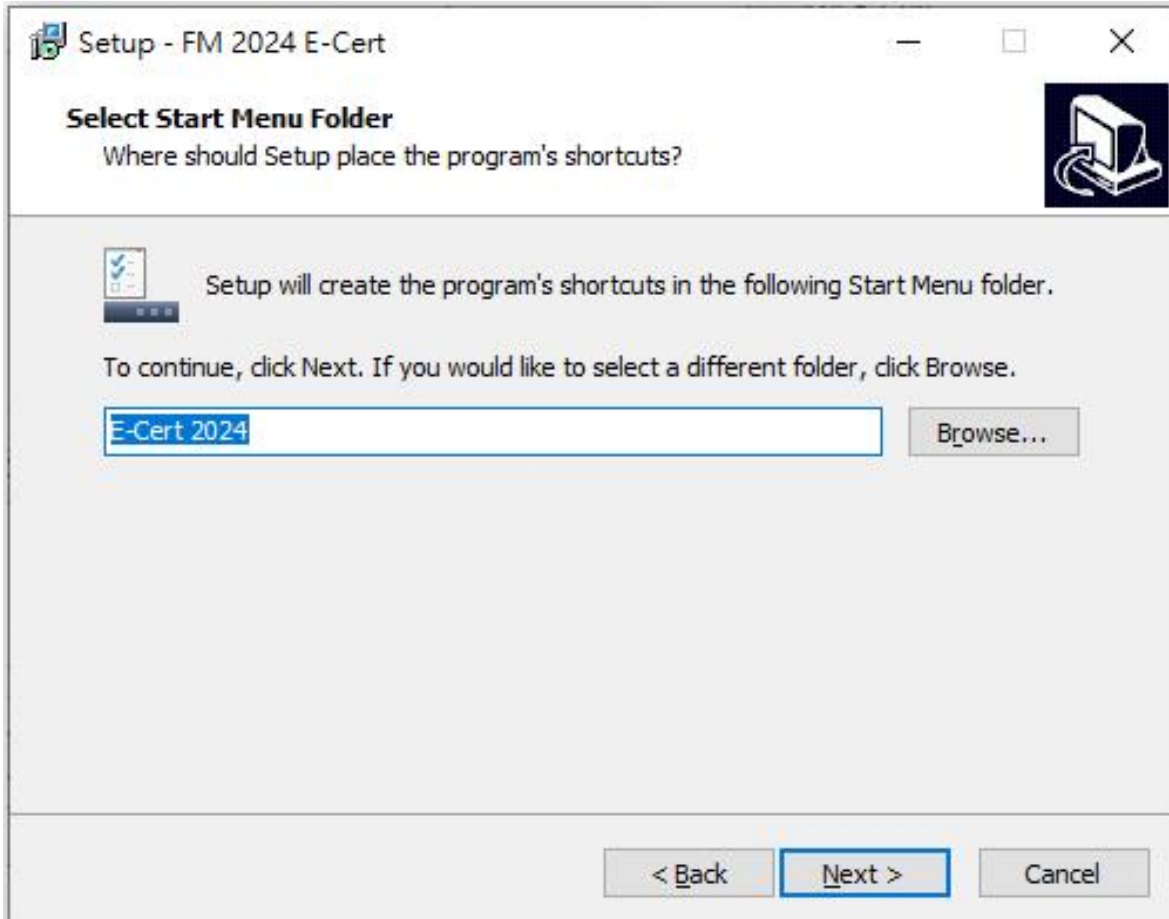 Setup - FM 2024 E-Cert
Select Start Menu Folder
Where should Setup place the program's shortcuts?
Setup will create the program's shortcuts in the following Start Menu folder.
To continue, click Next. If you would like to select a different folder, click Browse.
E-Cert 2024
Browse...
< Back
Next >
Cancel